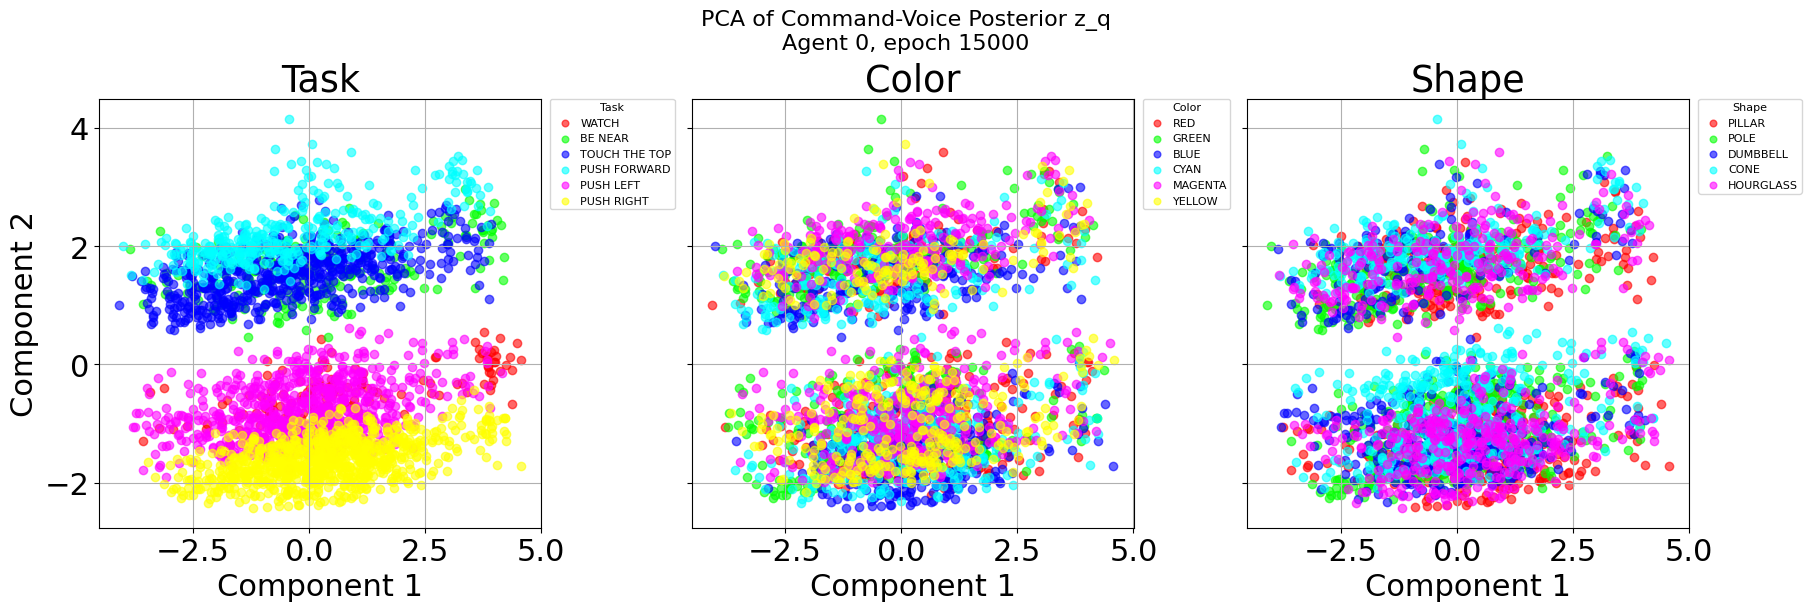 PCA of Command-Voice Posterior z_q
Agent 0, epoch 15000
Task
Color
Shape
Task
WATCH
BE NEAR
TOUCH THE TOP
PUSH FORWARD
PUSH LEFT
PUSH RIGHT
Color
RED
GREEN
BLUE
CYAN
MAGENTA
YELLOW
Shape
PILLAR
POLE
DUMBBELL
CONE
HOURGLASS
Component 2
4
2
0
−2
−2.5 0.0 2.5 5.0
−2.5 0.0 2.5 5.0
−2.5 0.0 2.5 5.0
Component 1
Component 1
Component 1